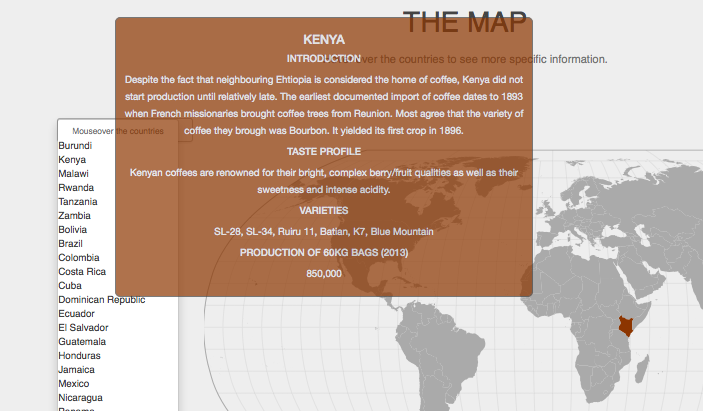 THE MAP
over the countries to see more specific information.
KENYA
INTRODUCTION
Despite the fact that neighbouring Ehtiopia is considered the home of coffee, Kenya did not
start production until relatively late. The earliest documented import of coffee dates to 1893
when French missionaries brought coffee trees from Reunion. Most agree that the variety of
coffee they brough was Bourbon. It yielded its first crop in 1896.
TASTE PROFILE
Kenyan coffees are renowned for their bright, complex berry/fruit qualities as well as their
sweetness and intense acidity.
VARIETIES
SL-28, SL-34, Ruiru 11, Batian, K7, Blue Mountain
PRODUCTION OF 60KG BAGS (2013)
850,000
Mouseover the countries
Burundi
Kenya
Malawi
Rwanda
Tanzania
Zambia
Bolivia
Brazil
Colombia
Costa Rica
Cuba
Dominican Republic
Ecuador
El Salvador
Guatemala
Honduras
Jamaica
Mexico
Nicaragua